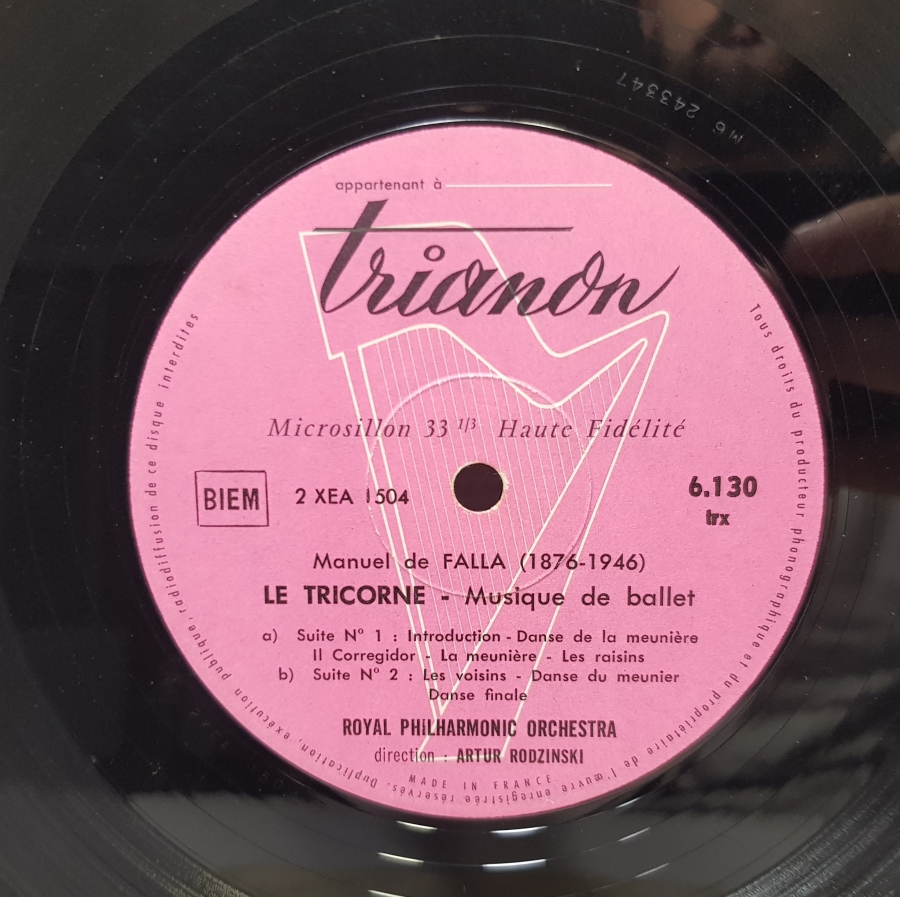 M6 243347
appartenant à
trianon
Microsillon 33 1/3 Haute Fidélité
BIEM 2 XEA 1504 6.130
trx
Manuel de FALLA (1876-1946)
LE TRICORNE - Musique de ballet
a) Suite Nº 1 : Introduction - Danse de la meunière
Il Corregidor - La meunière - Les raisins
b) Suite Nº 2 : Les voisins - Danse du meunier
Danse finale
ROYAL PHILHARMONIC ORCHESTRA
direction : ARTUR RODZINSKI
MADE IN FRANCE
Tous droits du producteur phonographique et du propriétaire de l'œuvre enregistrée réservés. Duplication, exécution publique, radiodiffusion de ce disque interdites